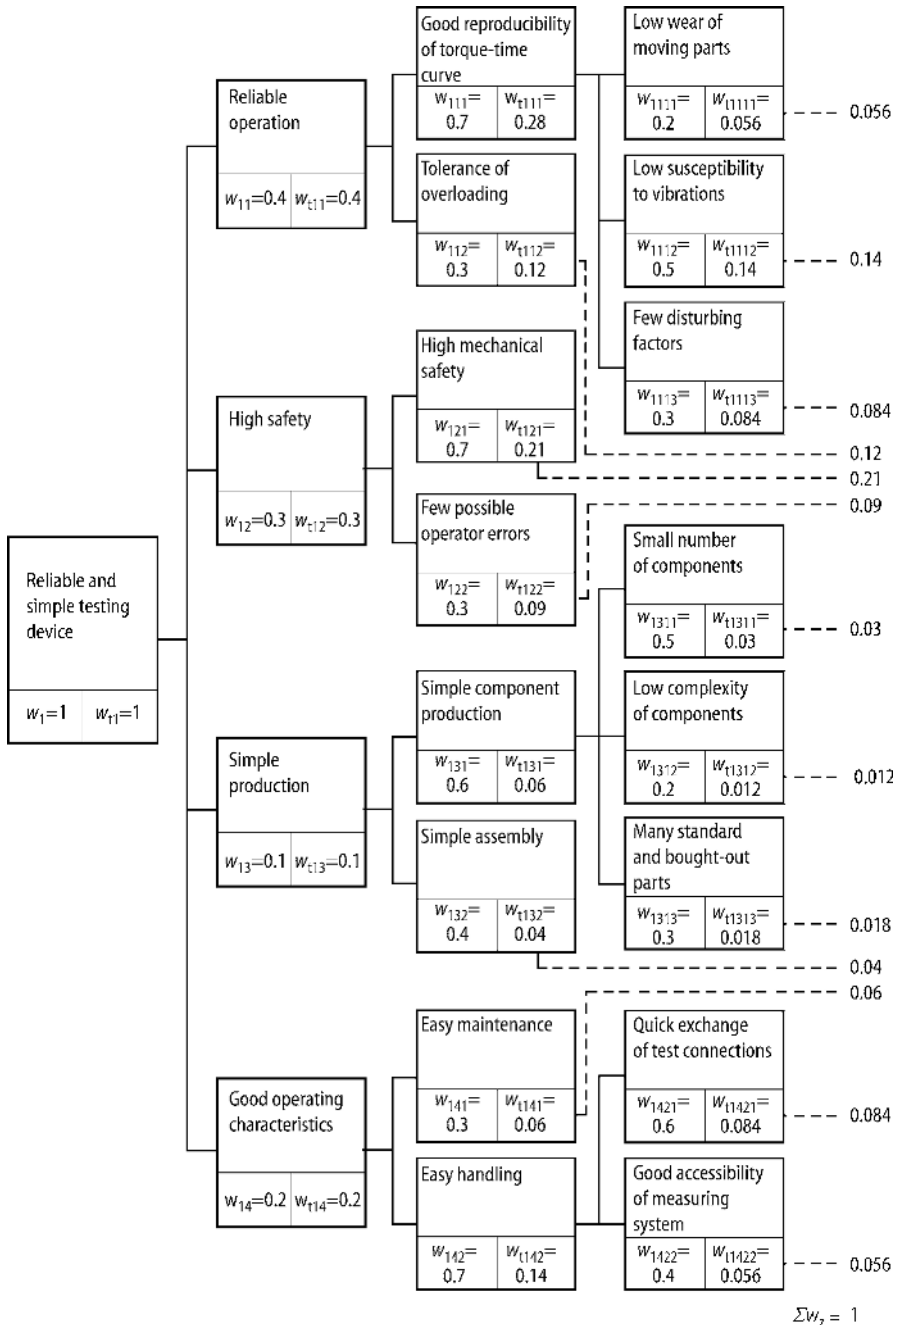 Reliable and
simple testing
device
w1=1 wt1=1
Reliable
operation
w11=0.4 wt11=0.4
High safety
w12=0.3 wt12=0.3
Simple
production
w13=0.1 wt13=0.1
Good operating
characteristics
w14=0.2 wt14=0.2
Good reproducibility
of torque-time
curve
w111= wt111=
0.7 0.28
Tolerance of
overloading
w112= wt112=
0.3 0.12
High mechanical
safety
w121= wt121=
0.7 0.21
Few possible
operator errors
w122= wt122=
0.3 0.09
Simple component
production
w131= wt131=
0.6 0.06
Simple assembly
w132= wt132=
0.4 0.04
Easy maintenance
w141= wt141=
0.3 0.06
Easy handling
w142= wt142=
0.7 0.14
Low wear of
moving parts
w1111= wt1111=
0.2 0.056
Low susceptibility
to vibrations
w1112= wt1112=
0.5 0.14
Few disturbing
factors
w1113= wt1113=
0.3 0.084
Small number
of components
w1311= wt1311=
0.5 0.03
Low complexity
of components
w1312= wt1312=
0.2 0.012
Many standard
and bought-out
parts
w1313= wt1313=
0.3 0.018
Quick exchange
of test connections
w1421= wt1421=
0.6 0.084
Good accessibility
of measuring
system
w1422= wt1422=
0.4 0.056
0.056
0.14
0.084
0.12
0.21
0.09
0.03
0.012
0.018
0.04
0.06
0.084
0.056
= 1